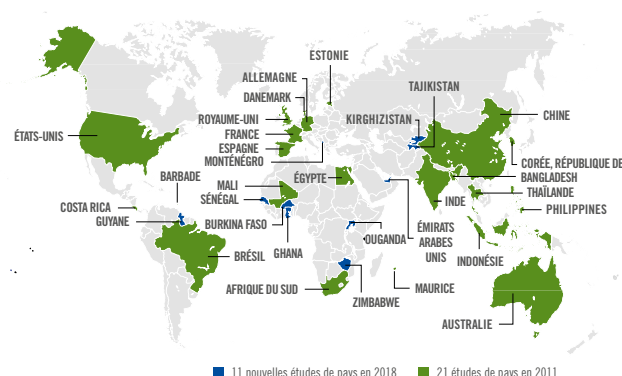 ESTONIE
ALLEMAGNE
TAJIKISTAN
DANEMARK
ROYAUME-UNI
KIRGHIZISTAN
CHINE
ÉTATS-UNIS
FRANCE
ESPAGNE
MONTÉNÉGRO
CORÉE, RÉPUBLIQUE DE
BANGLADESH
BARBADE
MALI
ÉGYPTE
THAÏLANDE
SÉNÉGAL
INDE
COSTA RICA
PHILIPPINES
GUYANE
BURKINA FASO
GHANA
OUGANDA
ÉMIRATS
ARABES
UNIS
BRÉSIL
INDONÉSIE
AFRIQUE DU SUD
MAURICE
ZIMBABWE
AUSTRALIE
11 nouvelles études de pays en 2018
21 études de pays en 2011